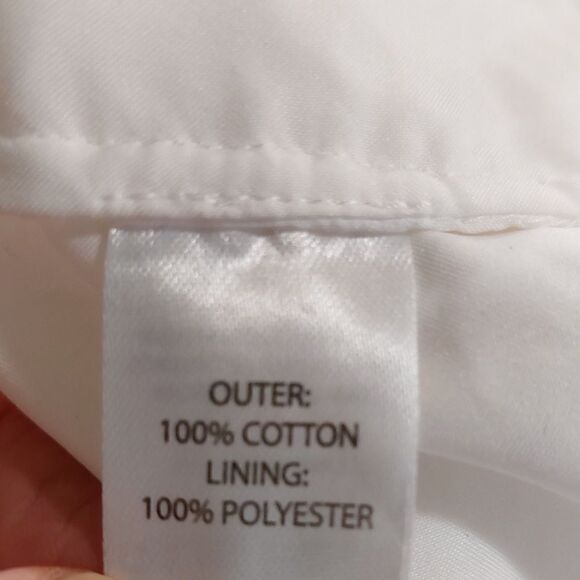 OUTER:
100% COTTON
LINING:
100% POLYESTER